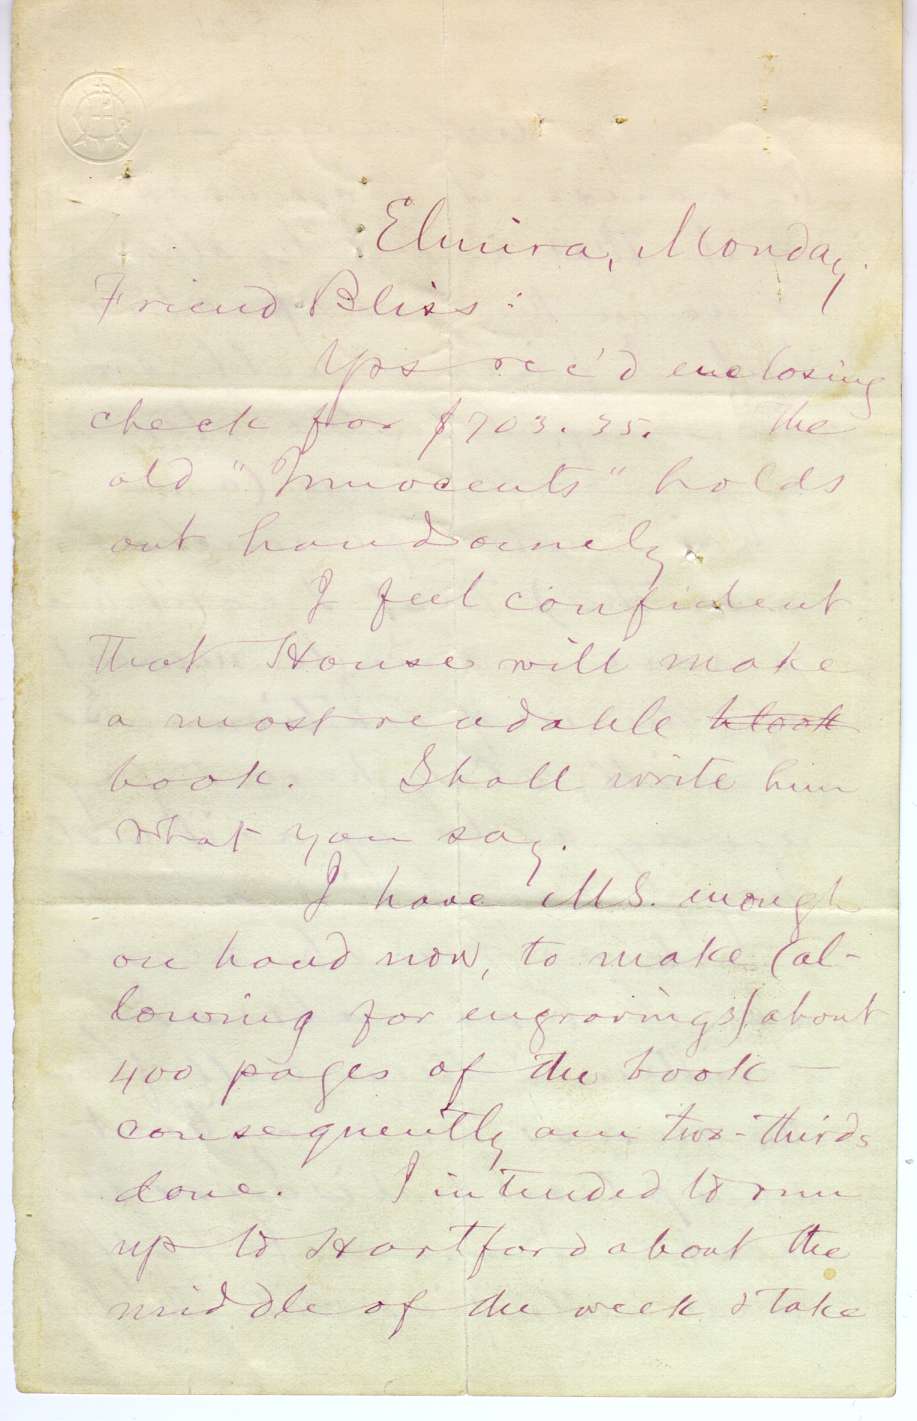 Elmira, Monday.
Friend Bliss:
Yrs rec'd enclosing
check for $703.35. The
old "Innocents" holds
out handsomely.
I feel confident
that House will make
a most readable
book. Shall write him
what you say.
I have MS. enough
on hand now, to make (al-
lowing for engravings) about
400 pages of the book —
consequently am two-thirds
done. I intended to run
up to Hartford about the
middle of the week & take